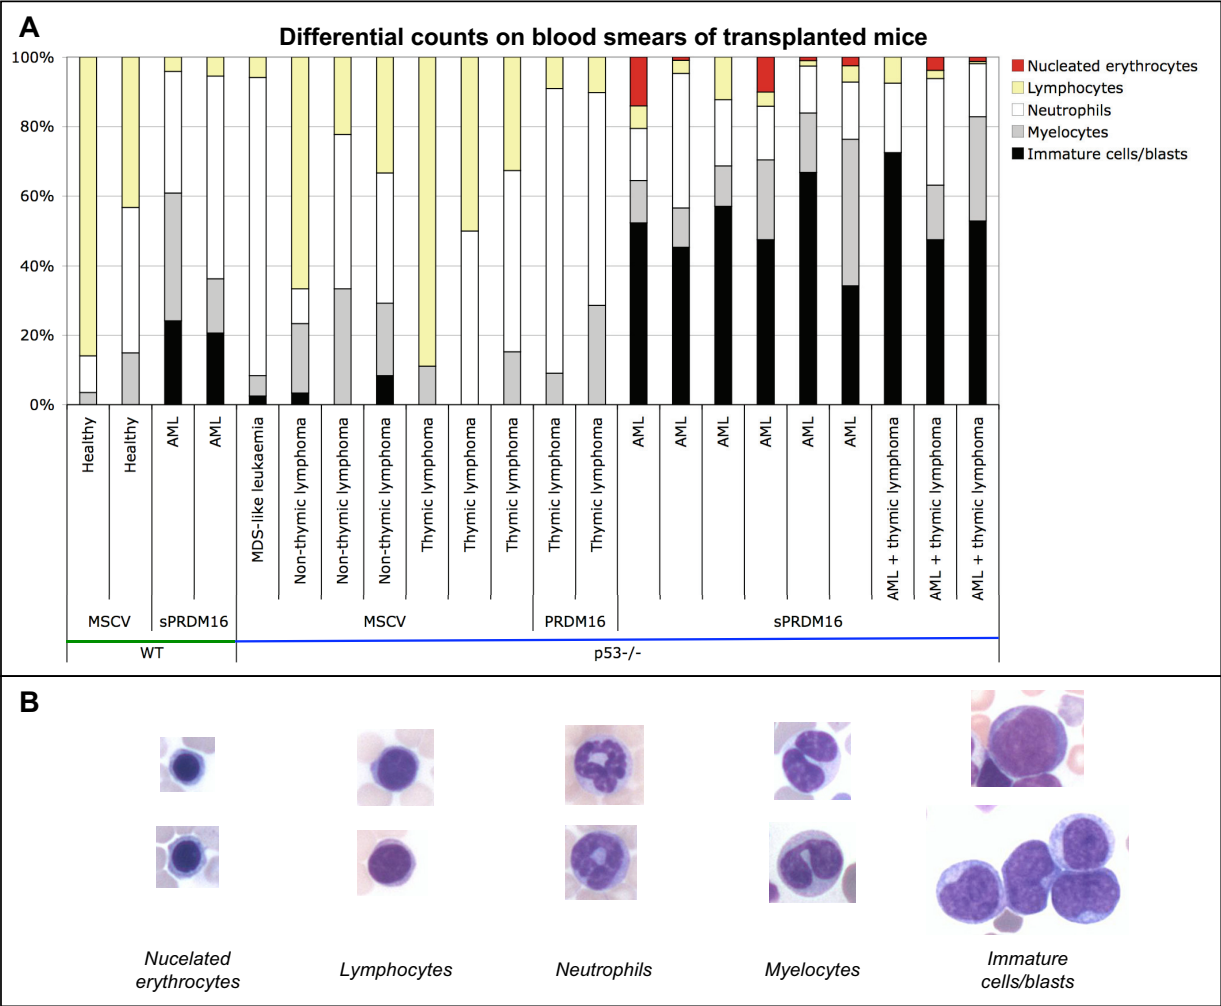 A
Differential counts on blood smears of transplanted mice
100%
80%
60%
40%
20%
0%
Nucleated erythrocytes
Lymphocytes
Neutrophils
Myelocytes
Immature cells/blasts
Healthy
Healthy
AML
AML
MDS-like leukaemia
Non-thymic lymphoma
Non-thymic lymphoma
Non-thymic lymphoma
Thymic lymphoma
Thymic lymphoma
Thymic lymphoma
Thymic lymphoma
Thymic lymphoma
AML
AML
AML
AML
AML
AML
AML + thymic lymphoma
AML + thymic lymphoma
AML + thymic lymphoma
MSCV
sPRDM16
MSCV
PRDM16
sPRDM16
WT
p53-/-
B
Nucelated
erythrocytes
Lymphocytes
Neutrophils
Myelocytes
Immature
cells/blasts